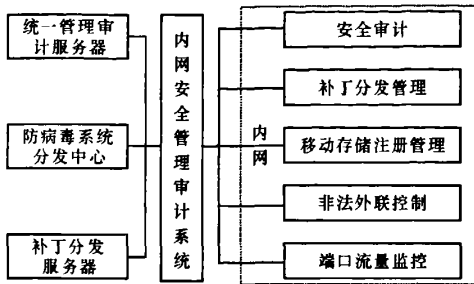 统一管理审
计服务器
防病毒系统
分发中心
补丁分发
服务器
内网安全管理审计系统
内网
安全审计
补丁分发管理
移动存储注册管理
非法外联控制
端口流量监控